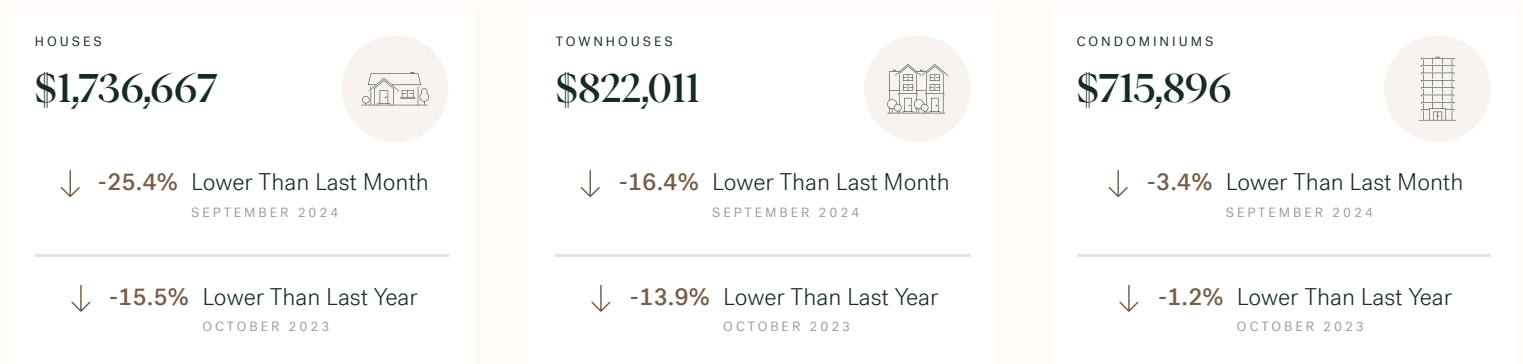 HOUSES
$1,736,667
-25.4% Lower Than Last Month
SEPTEMBER 2024
-15.5% Lower Than Last Year
OCTOBER 2023
TOWNHOUSES
$822,011
-16.4% Lower Than Last Month
SEPTEMBER 2024
-13.9% Lower Than Last Year
OCTOBER 2023
CONDOMINIUMS
$715,896
-3.4% Lower Than Last Month
SEPTEMBER 2024
-1.2% Lower Than Last Year
OCTOBER 2023